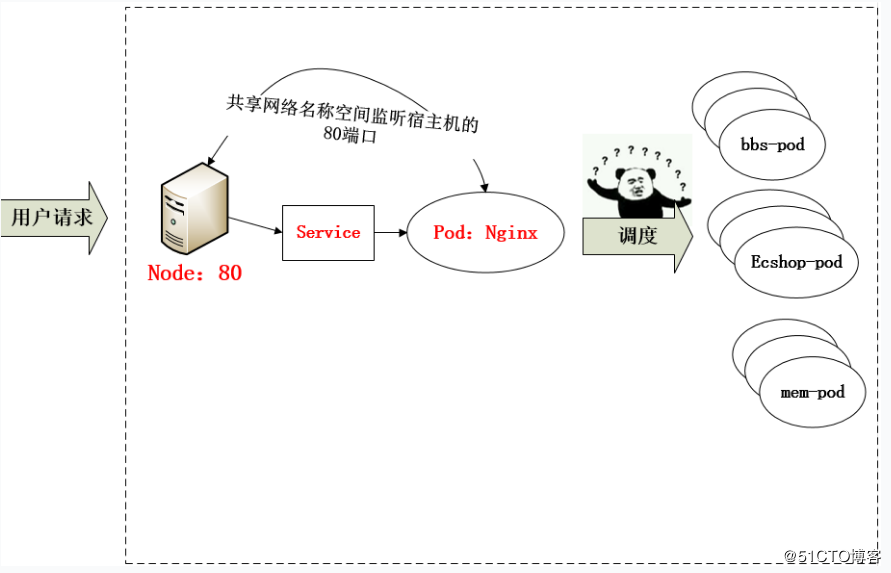 共享网络名称空间监听宿主机的
80端口
用户请求
Node：80
Service
Pod：Nginx
? ? ? ? ? ? ? ? ?
调度
bbs-pod
Ecshop-pod
mem-pod
@51CTO博客